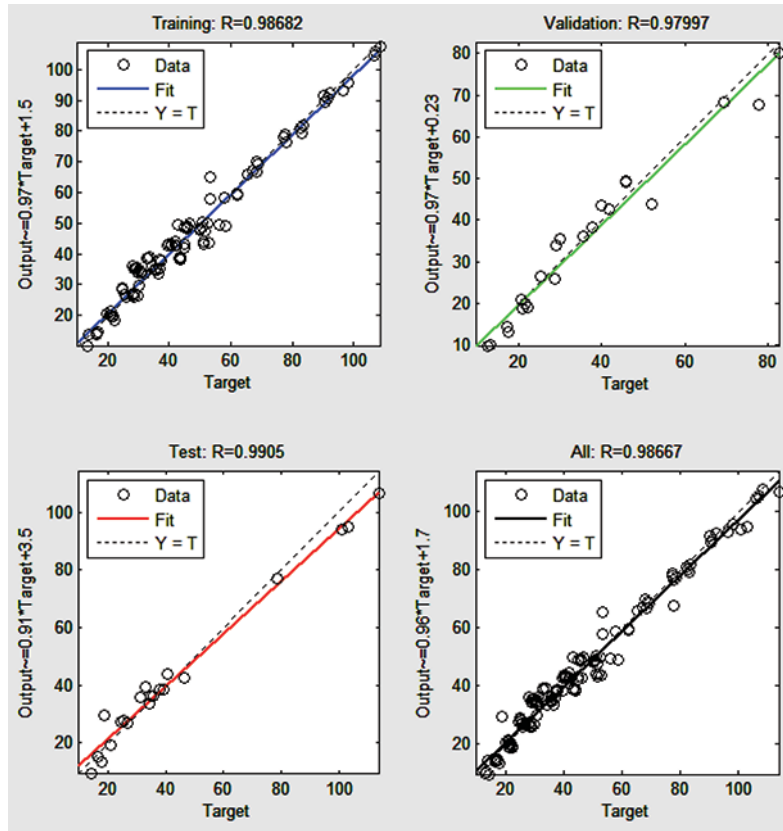 Training: R=0.98682
Output~=0.97*Target+1.5
100
90
80
70
60
50
40
30
20
Data
Fit
Y = T
20
40
60
80
100
Target
Validation: R=0.97997
Output~=0.97*Target+0.23
80
70
60
50
40
30
20
10
Data
Fit
Y = T
20
40
60
80
Target
Test: R=0.9905
Output~=0.91*Target+3.5
100
80
60
40
20
Data
Fit
Y = T
20
40
60
80
100
Target
All: R=0.98667
Output~=0.96*Target+1.7
100
80
60
40
20
Data
Fit
Y = T
20
40
60
80
100
Target